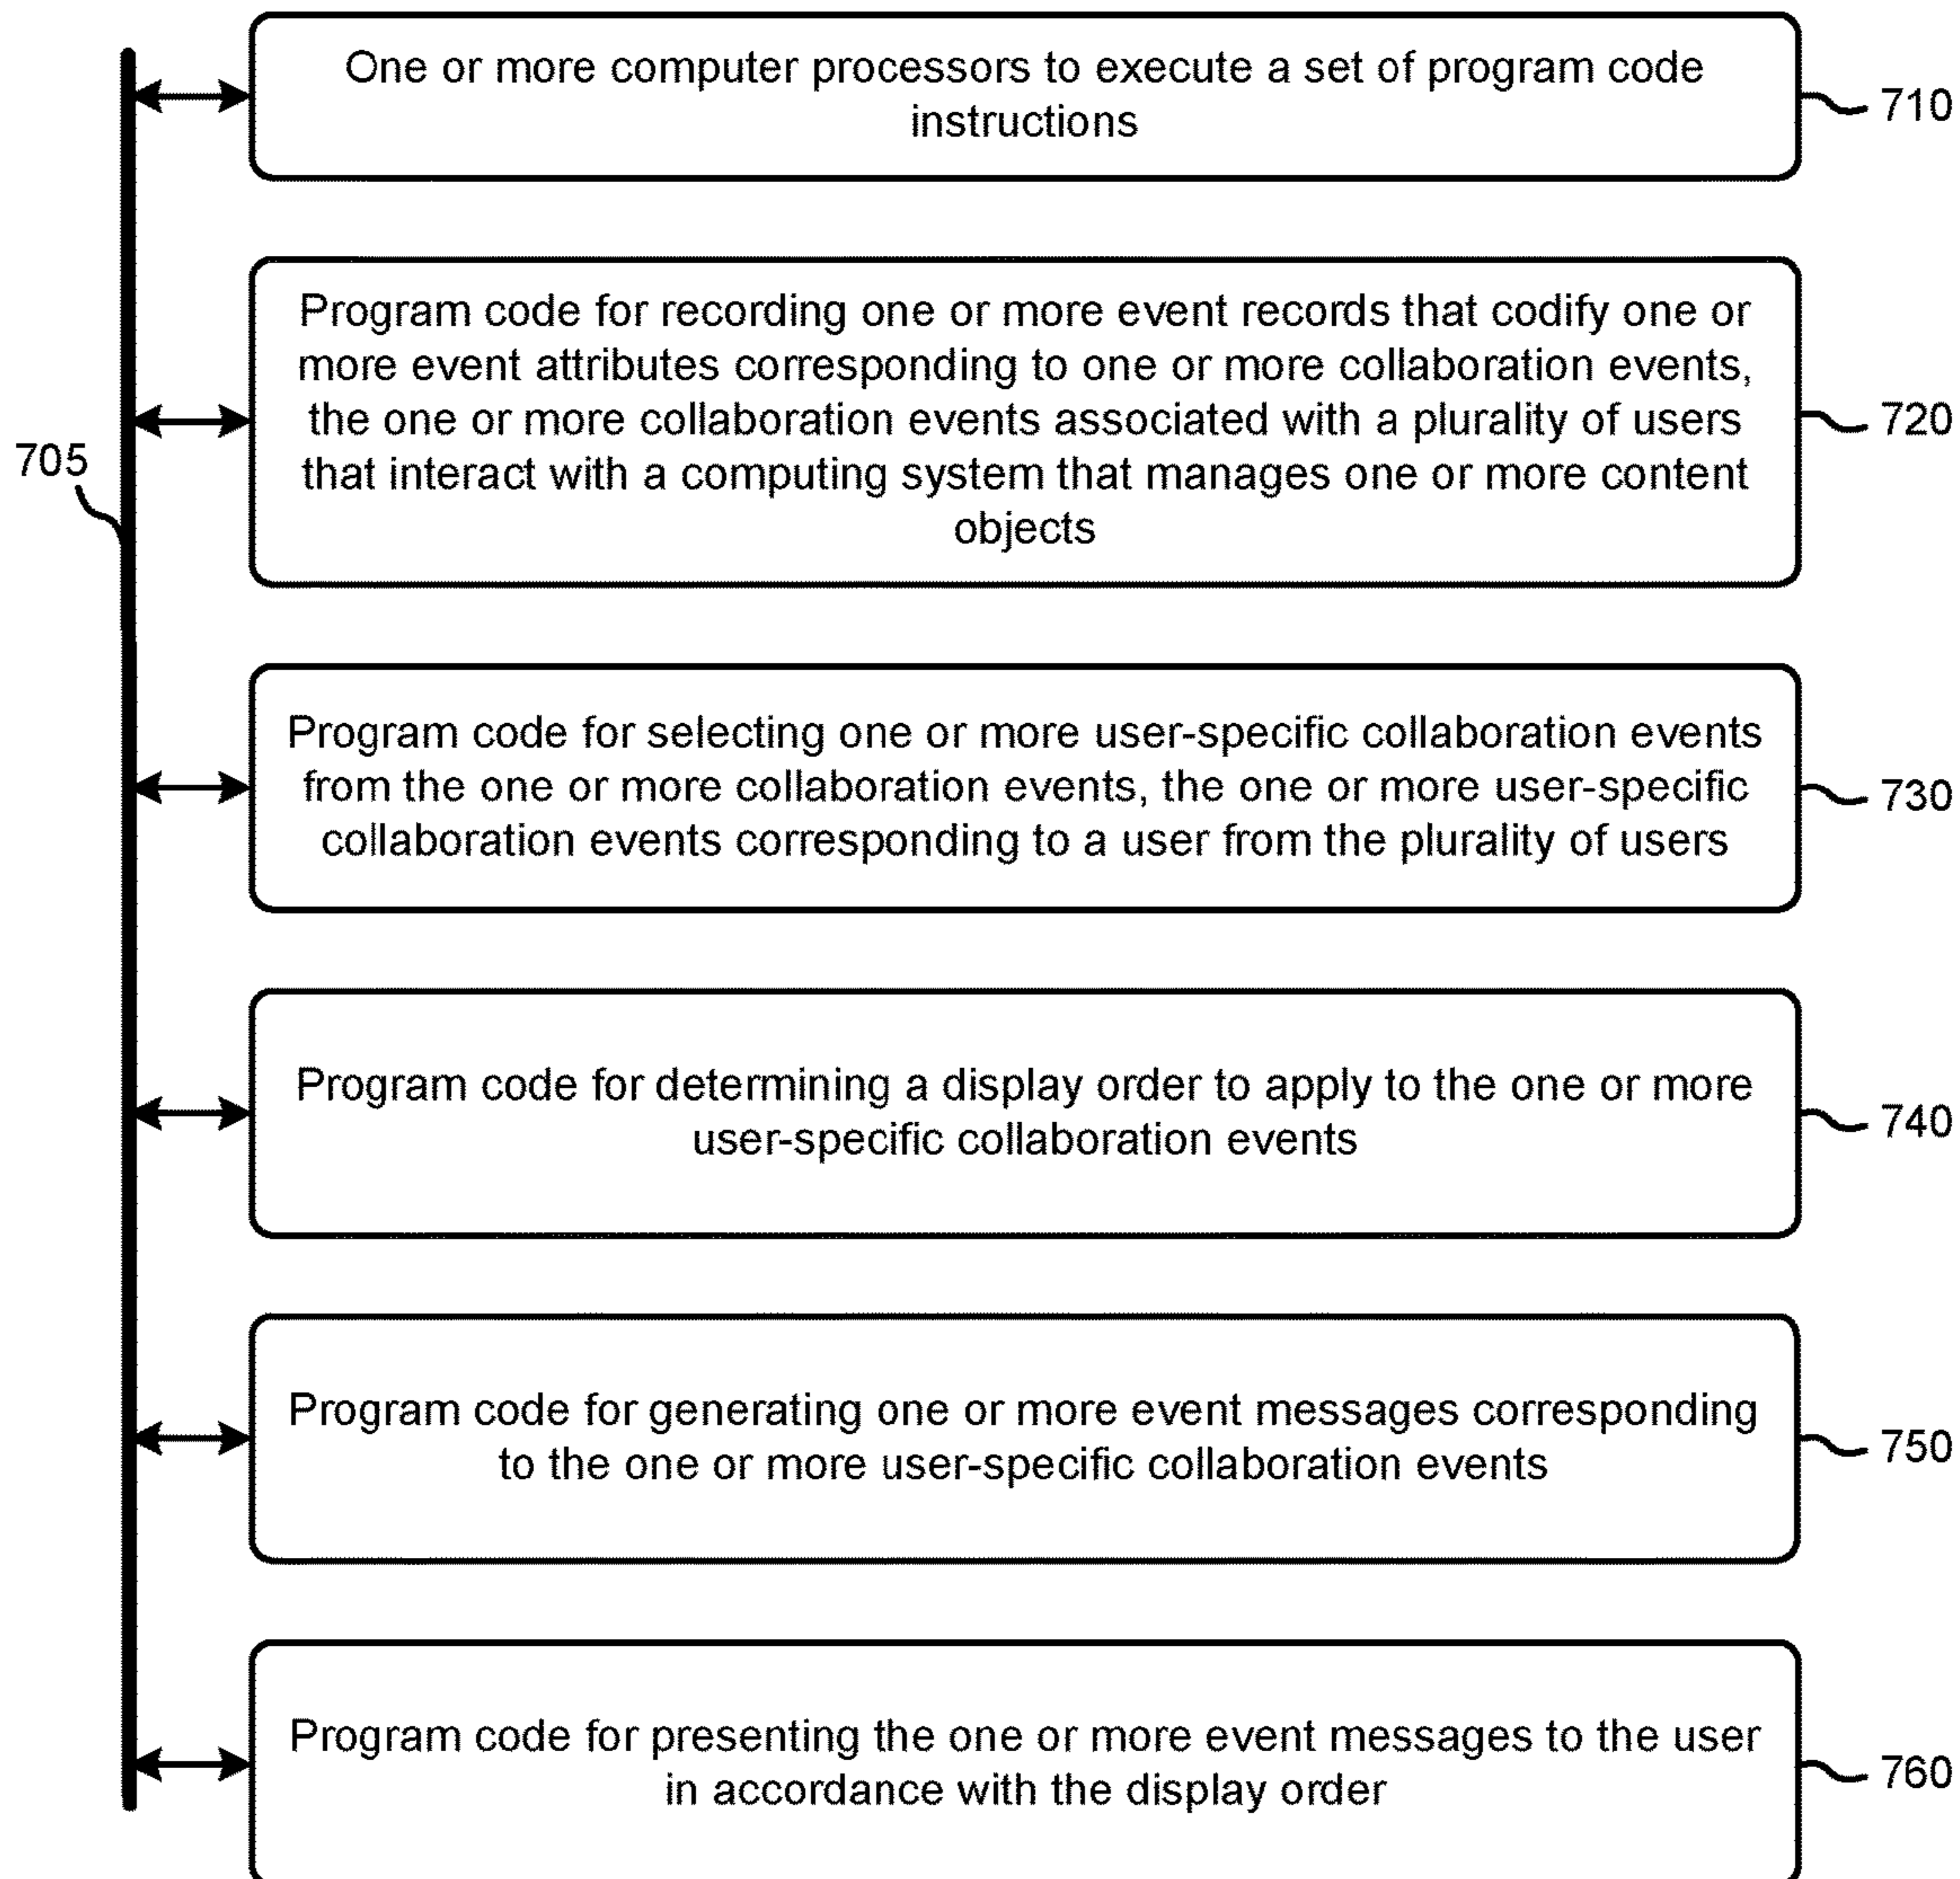 One or more computer processors to execute a set of program code
instructions
710
Program code for recording one or more event records that codify one or
more event attributes corresponding to one or more collaboration events,
the one or more collaboration events associated with a plurality of users
that interact with a computing system that manages one or more content
objects
720
705
Program code for selecting one or more user-specific collaboration events
from the one or more collaboration events, the one or more user-specific
collaboration events corresponding to a user from the plurality of users
730
Program code for determining a display order to apply to the one or more
user-specific collaboration events
740
Program code for generating one or more event messages corresponding
to the one or more user-specific collaboration events
750
Program code for presenting the one or more event messages to the user
in accordance with the display order
760